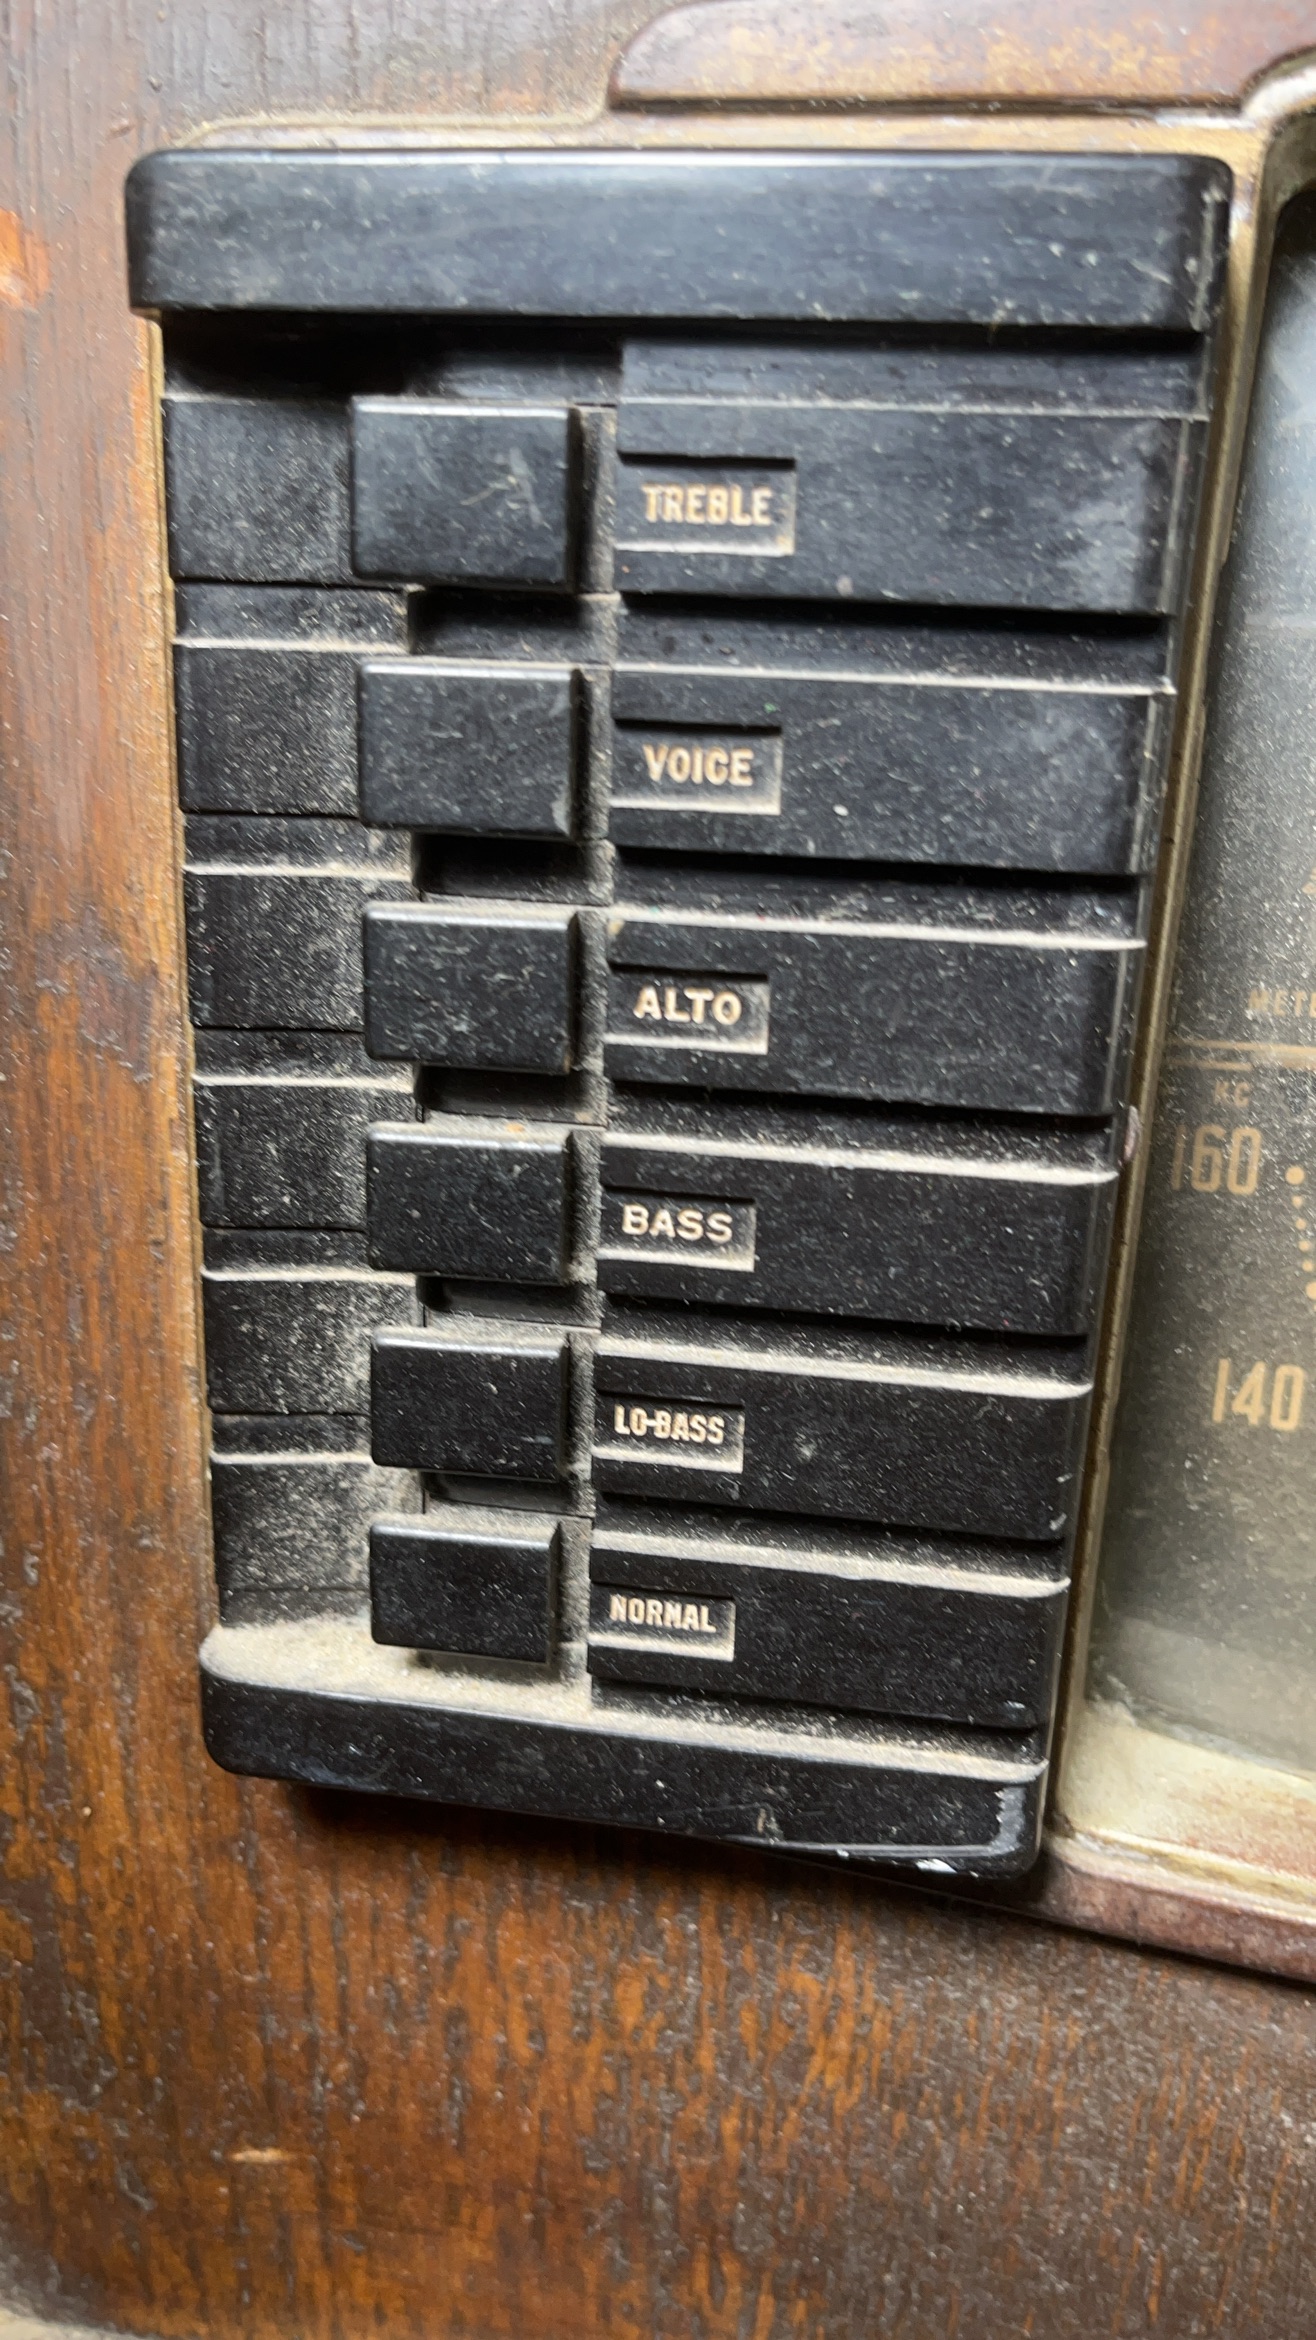 TREBLE
VOICE
ALTO
BASS
LO-BASS
NORMAL
KC
160
140